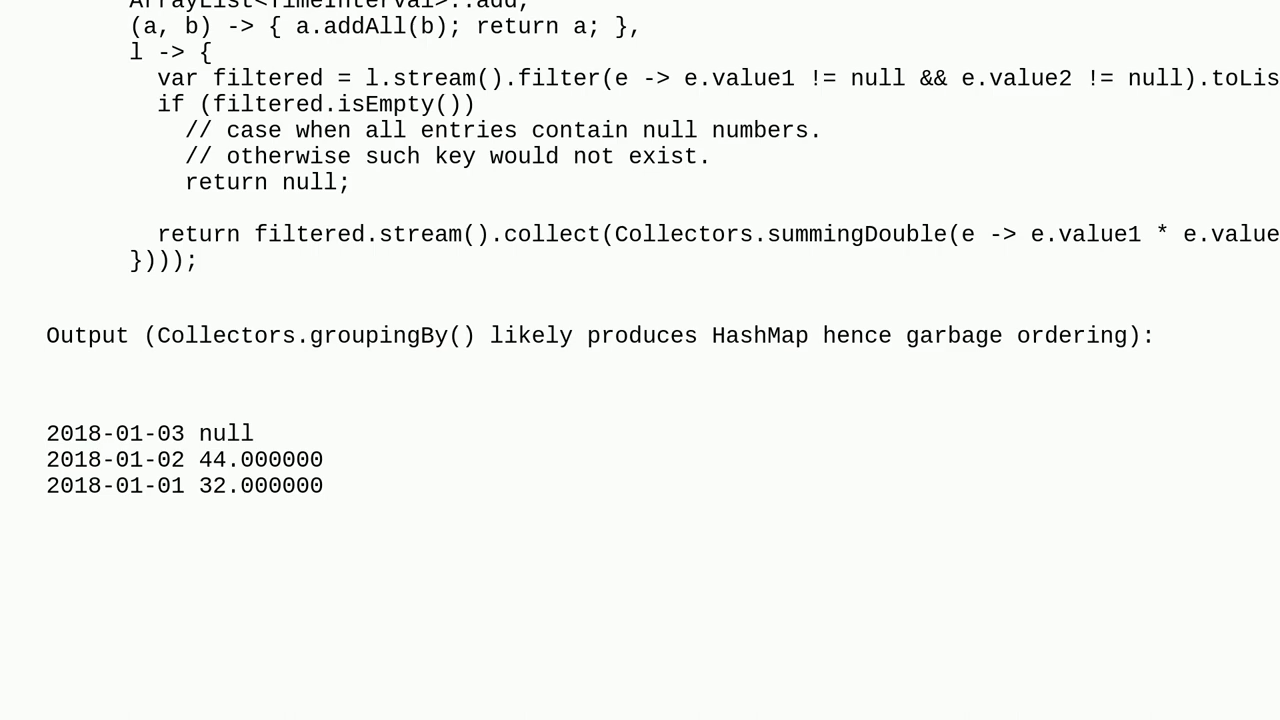 ArrayList<TimeInterval>::add,
(a, b) -> { a.addAll(b); return a; },
l -> {
var filtered = l.stream().filter(e -> e.value1 != null && e.value2 != null).toLis
if (filtered.isEmpty())
// case when all entries contain null numbers.
// otherwise such key would not exist.
return null;
return filtered.stream().collect(Collectors.summingDouble(e -> e.value1 * e.value
})));
Output (Collectors.groupingBy() likely produces HashMap hence garbage ordering):
2018-01-03 null
2018-01-02 44.000000
2018-01-01 32.000000